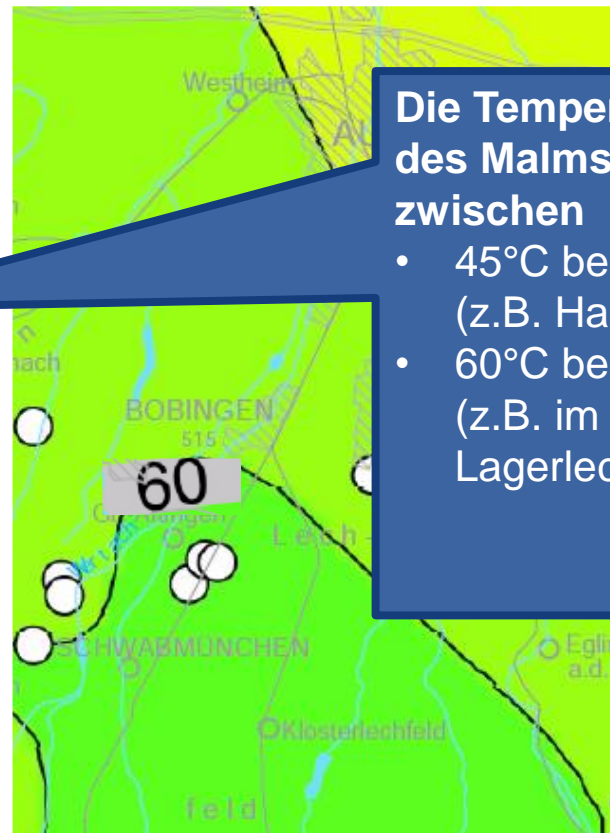 Westheim
Die Temper
des Malms
zwischen
• 45°C be
(z.B. Ha
• 60°C be
(z.B. im
Lagerlec
nach
BOBINGEN
515
60
Lech-
SCHWABMÜNCHEN
Eglin
a.d.
Klosterlechfeld
feld